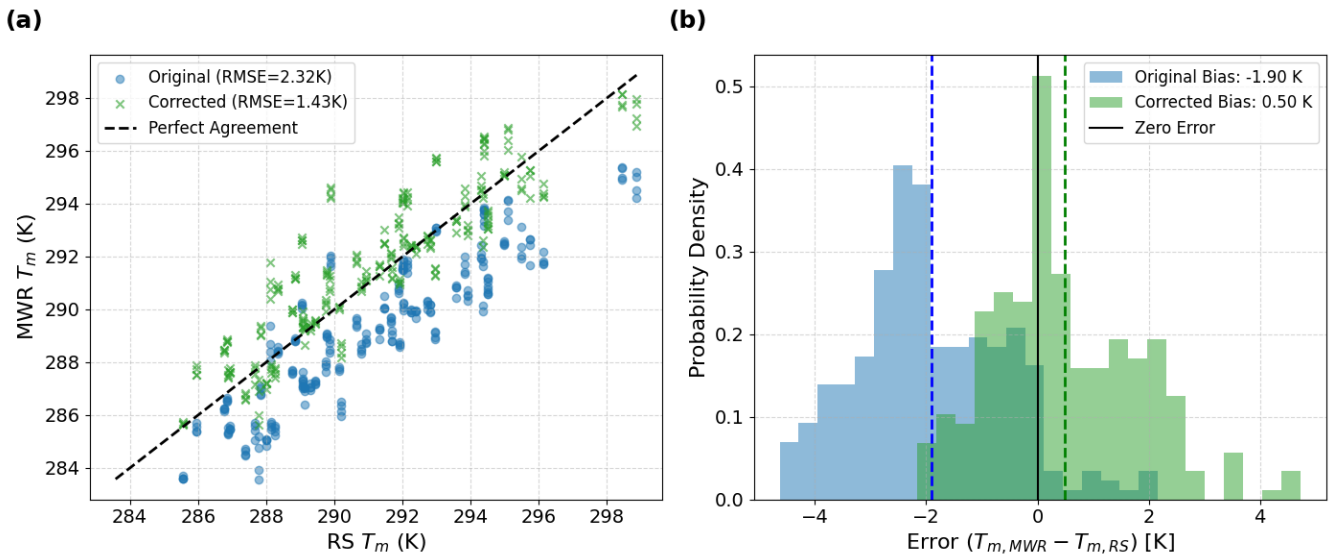 (a)
Original (RMSE=2.32K)
Corrected (RMSE=1.43K)
Perfect Agreement
MWR T_m (K)
298
296
294
292
290
288
286
284
284 286 288 290 292 294 296 298
RS T_m (K)
(b)
Original Bias: -1.90 K
Corrected Bias: 0.50 K
Zero Error
Probability Density
0.5
0.4
0.3
0.2
0.1
0.0
−4 −2 0 2 4
Error (T_{m,MWR} − T_{m,RS}) [K]